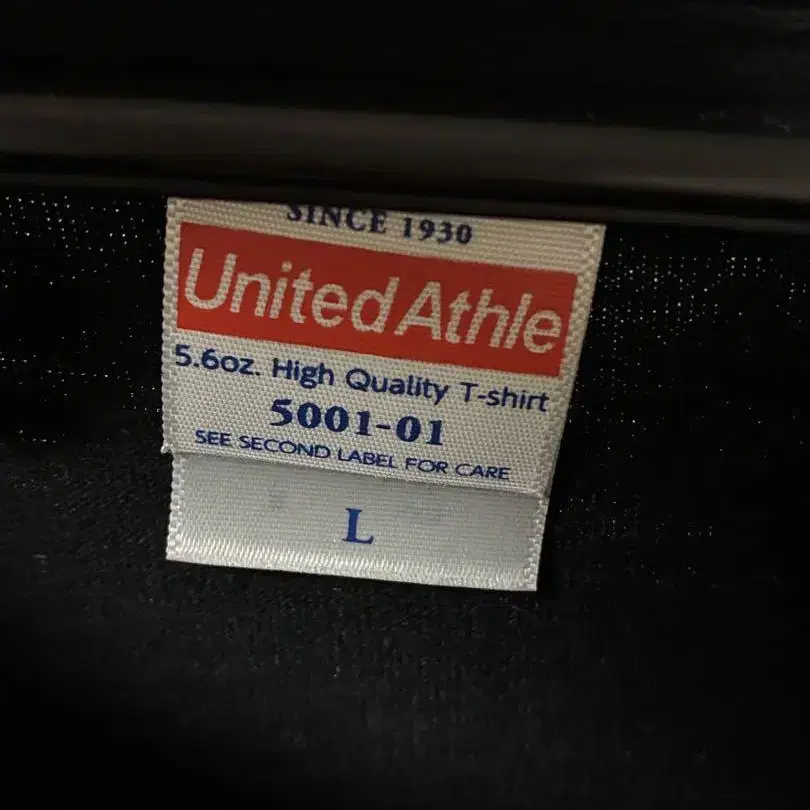 SINCE 1930
United Athle
5.6oz. High Quality T-shirt
5001-01
SEE SECOND LABEL FOR CARE
L